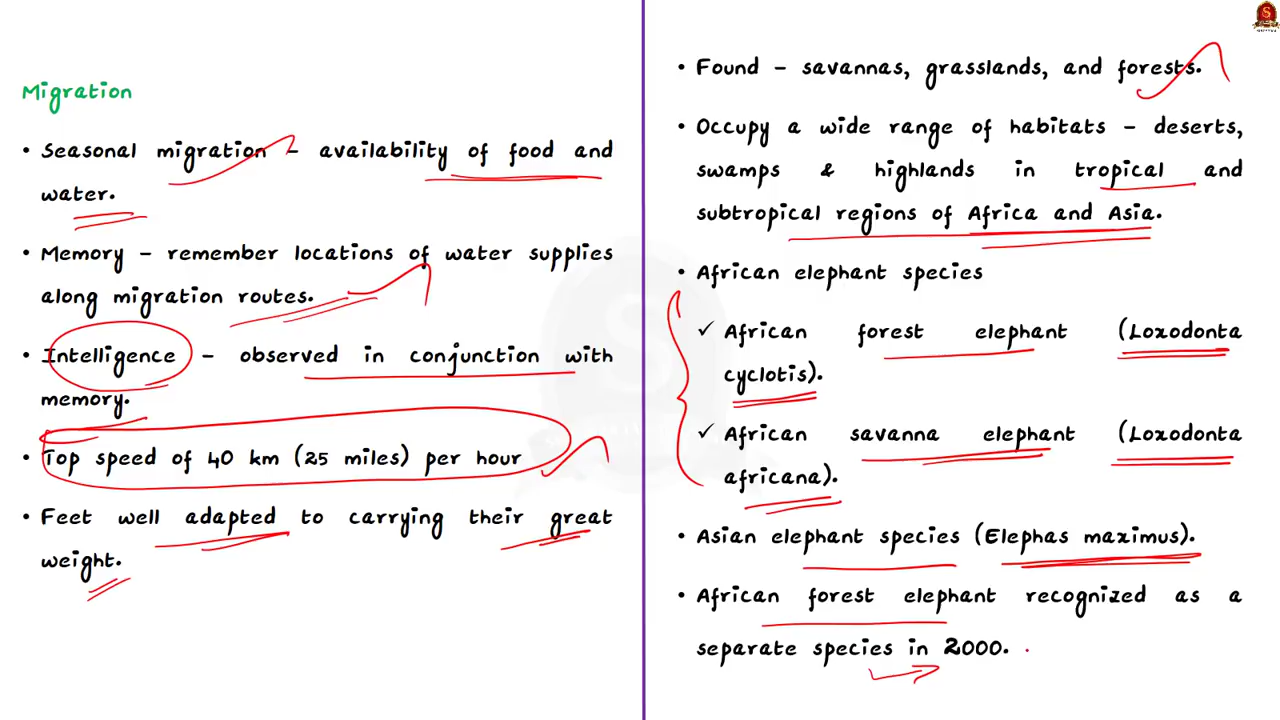 Migration
• Seasonal migration – availability of food and
water.
• Memory – remember locations of water supplies
along migration routes.
• Intelligence – observed in conjunction with
memory.
• Top speed of 40 km (25 miles) per hour
• Feet well adapted to carrying their great
weight.
• Found – savannas, grasslands, and forests.
• Occupy a wide range of habitats – deserts,
swamps & highlands in tropical and
subtropical regions of Africa and Asia.
• African elephant species
✓ African forest elephant (Loxodonta
cyclotis).
✓ African savanna elephant (Loxodonta
africana).
• Asian elephant species (Elephas maximus).
• African forest elephant recognized as a
separate species in 2000.